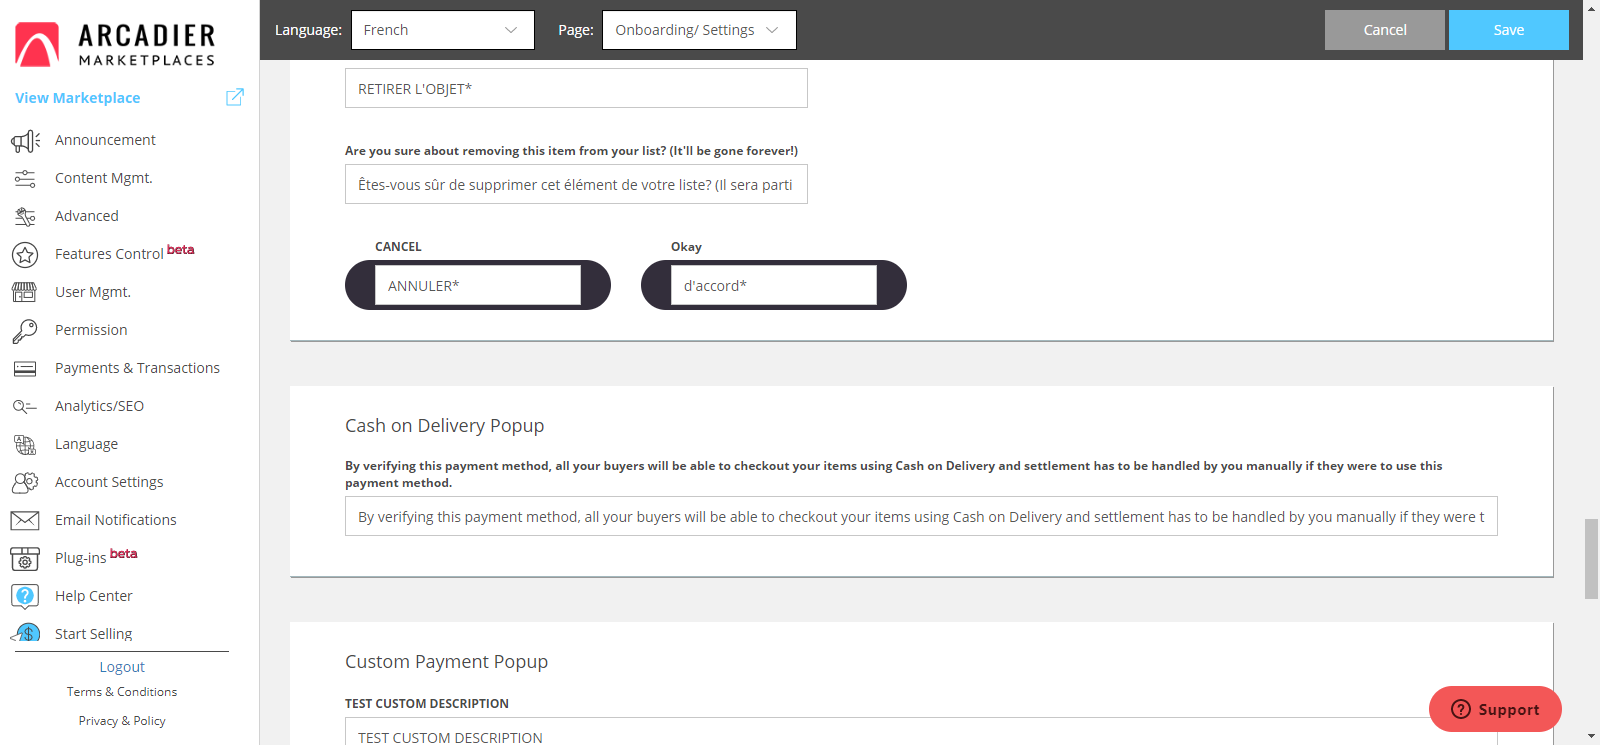 ARCADIER
MARKETPLACES
View Marketplace
Announcement
Content Mgmt.
Advanced
Features Control beta
User Mgmt.
Permission
Payments & Transactions
Analytics/SEO
Language
Account Settings
Email Notifications
Plug-ins beta
Help Center
Start Selling
Logout
Terms & Conditions
Privacy & Policy
Language: French Page: Onboarding/ Settings Cancel Save
RETIRER L'OBJET*
Are you sure about removing this item from your list? (It'll be gone forever!)
Êtes-vous sûr de supprimer cet élément de votre liste? (Il sera parti
CANCEL Okay
ANNULER* d'accord*
Cash on Delivery Popup
By verifying this payment method, all your buyers will be able to checkout your items using Cash on Delivery and settlement has to be handled by you manually if they were to use this
payment method.
By verifying this payment method, all your buyers will be able to checkout your items using Cash on Delivery and settlement has to be handled by you manually if they were t
Custom Payment Popup
TEST CUSTOM DESCRIPTION
TEST CUSTOM DESCRIPTION
Support